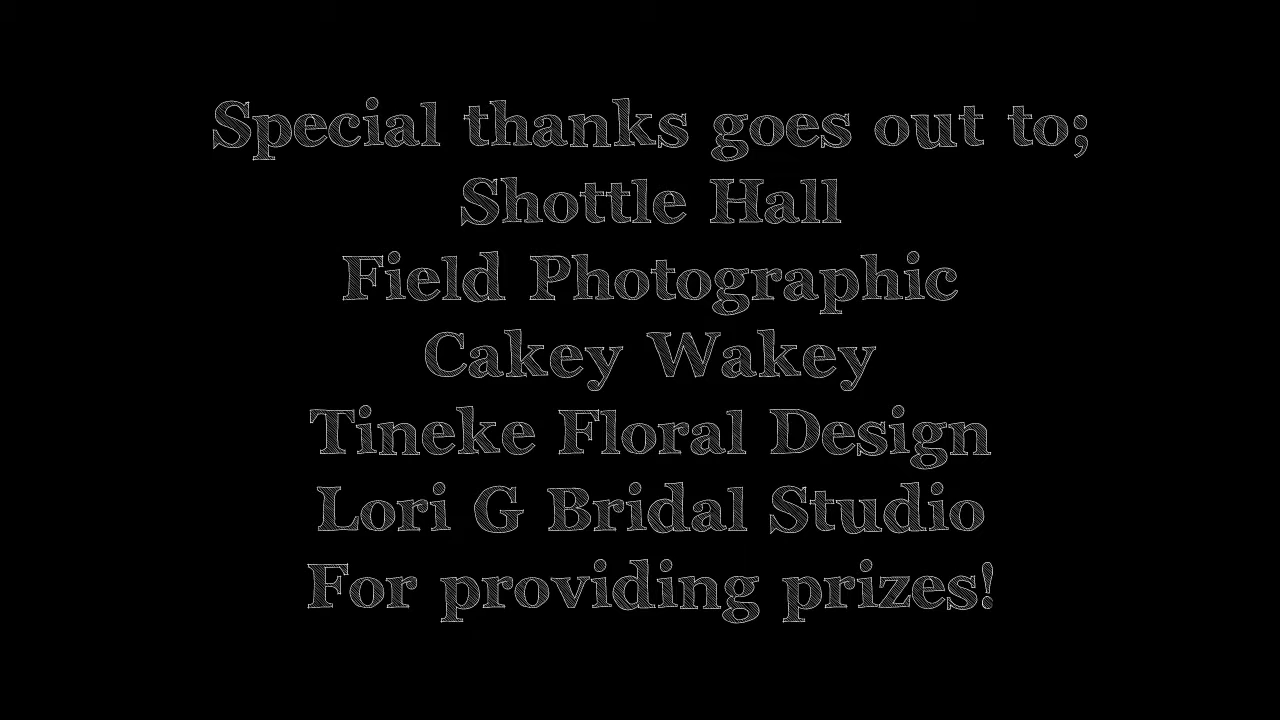 Special thanks goes out to;
Shottle Hall
Field Photographic
Cakey Wakey
Tineke Floral Design
Lori G Bridal Studio
For providing prizes!